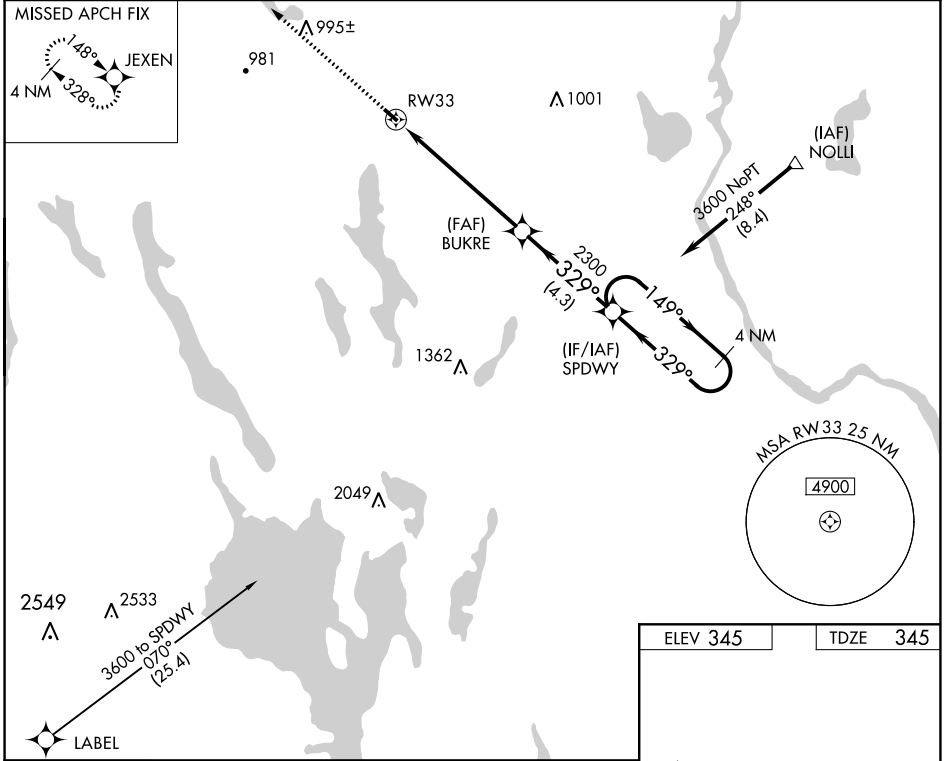 MISSED APCH FIX
148°
JEXEN
4 NM
328°
995±
981
RW33
1001
(IAF)
NOLLI
3600 NoPT
248°
(8.4)
(FAF)
BUKRE
2300
329°
(4.3)
149°
4 NM
(IF/IAF)
SPDWY
329°
1362
MSA RW33 25 NM
4900
2049
2549
2533
3600 to SPDWY
070°
(25.4)
LABEL
ELEV 345
TDZE 345